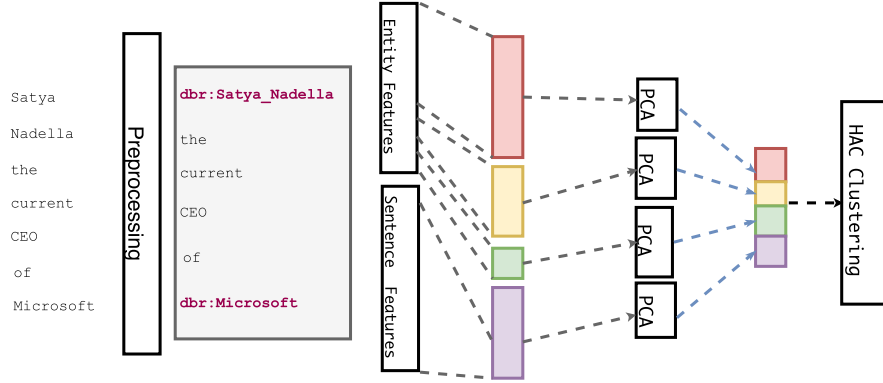 Satya
Nadella
the
current
CEO
of
Microsoft
Preprocessing
dbr:Satya_Nadella
the
current
CEO
of
dbr:Microsoft
Entity Features
Sentence Features
PCA
PCA
PCA
PCA
HAC Clustering